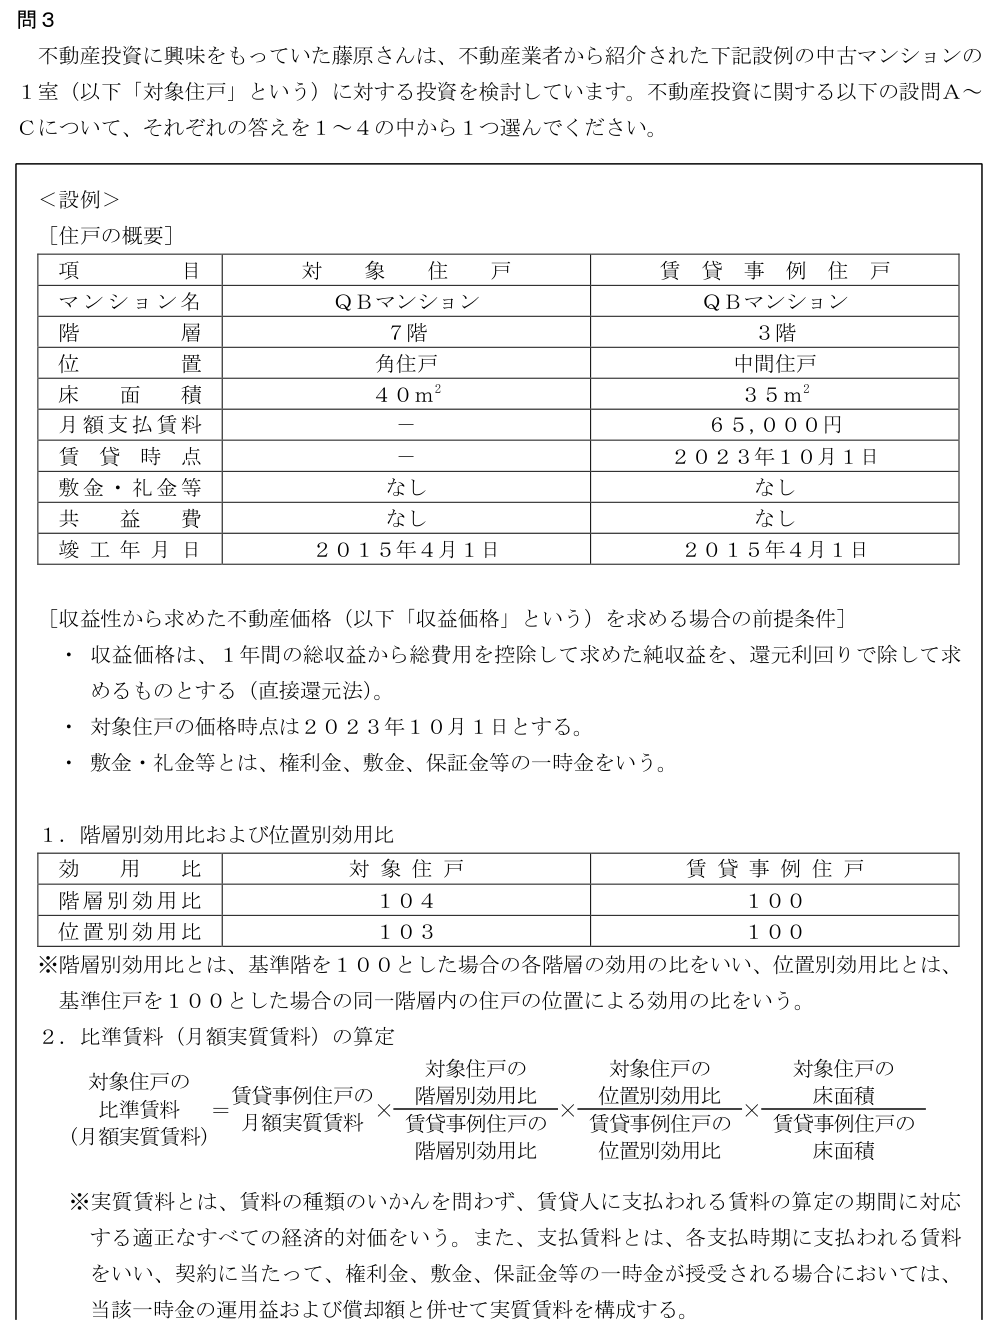 問3
不動産投資に興味をもっていた藤原さんは、不動産業者から紹介された下記設例の中古マンションの
1室（以下「対象住戸」という）に対する投資を検討しています。不動産投資に関する以下の設問A～
Cについて、それぞれの答えを1～4の中から1つ選んでください。
＜設例＞
［住戸の概要］
項目 対象住戸 賃貸事例住戸
マンション名 QBマンション QBマンション
階層 7階 3階
位置 角住戸 中間住戸
床面積 40m² 35m²
月額支払賃料 － 65,000円
賃貸時点 － 2023年10月1日
敷金・礼金等 なし なし
共益費 なし なし
竣工年月日 2015年4月1日 2015年4月1日
［収益性から求めた不動産価格（以下「収益価格」という）を求める場合の前提条件］
・ 収益価格は、1年間の総収益から総費用を控除して求めた純収益を、還元利回りで除して求
めるものとする（直接還元法）。
・ 対象住戸の価格時点は2023年10月1日とする。
・ 敷金・礼金等とは、権利金、敷金、保証金等の一時金をいう。
1．階層別効用比および位置別効用比
効用比 対象住戸 賃貸事例住戸
階層別効用比 104 100
位置別効用比 103 100
※階層別効用比とは、基準階を100とした場合の各階層の効用の比をいい、位置別効用比とは、
基準住戸を100とした場合の同一階層内の住戸の位置による効用の比をいう。
2．比準賃料（月額実質賃料）の算定
対象住戸の
比準賃料
（月額実質賃料）
＝
賃貸事例住戸の
月額実質賃料
×
対象住戸の
階層別効用比
賃貸事例住戸の
階層別効用比
×
対象住戸の
位置別効用比
賃貸事例住戸の
位置別効用比
×
対象住戸の
床面積
賃貸事例住戸の
床面積
※実質賃料とは、賃料の種類のいかんを問わず、賃貸人に支払われる賃料の算定の期間に対応
する適正なすべての経済的対価をいう。また、支払賃料とは、各支払時期に支払われる賃料
をいい、契約に当たって、権利金、敷金、保証金等の一時金が授受される場合においては、
当該一時金の運用益および償却額と併せて実質賃料を構成する。